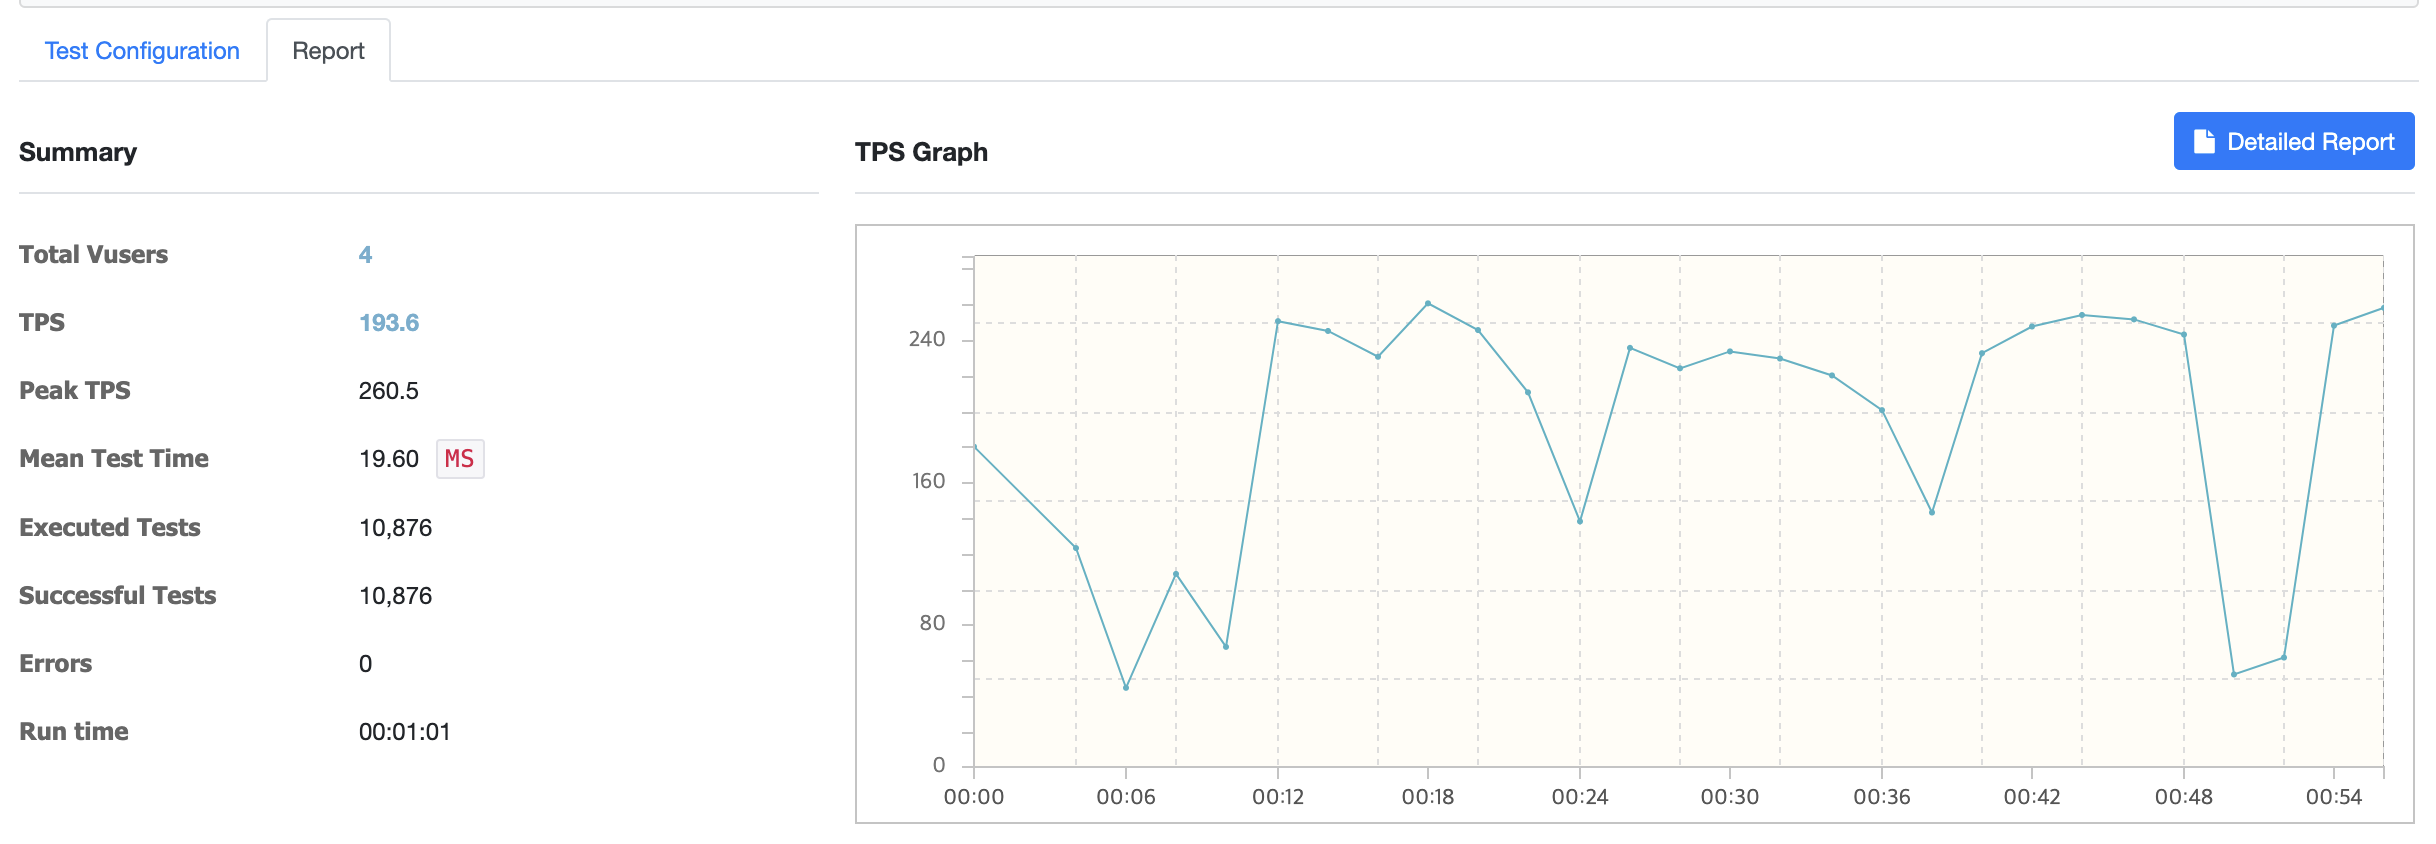 Test Configuration
Report
Summary
Total Vusers 4
TPS 193.6
Peak TPS 260.5
Mean Test Time 19.60 MS
Executed Tests 10,876
Successful Tests 10,876
Errors 0
Run time 00:01:01
TPS Graph
Detailed Report
240
160
80
0
00:00 00:06 00:12 00:18 00:24 00:30 00:36 00:42 00:48 00:54